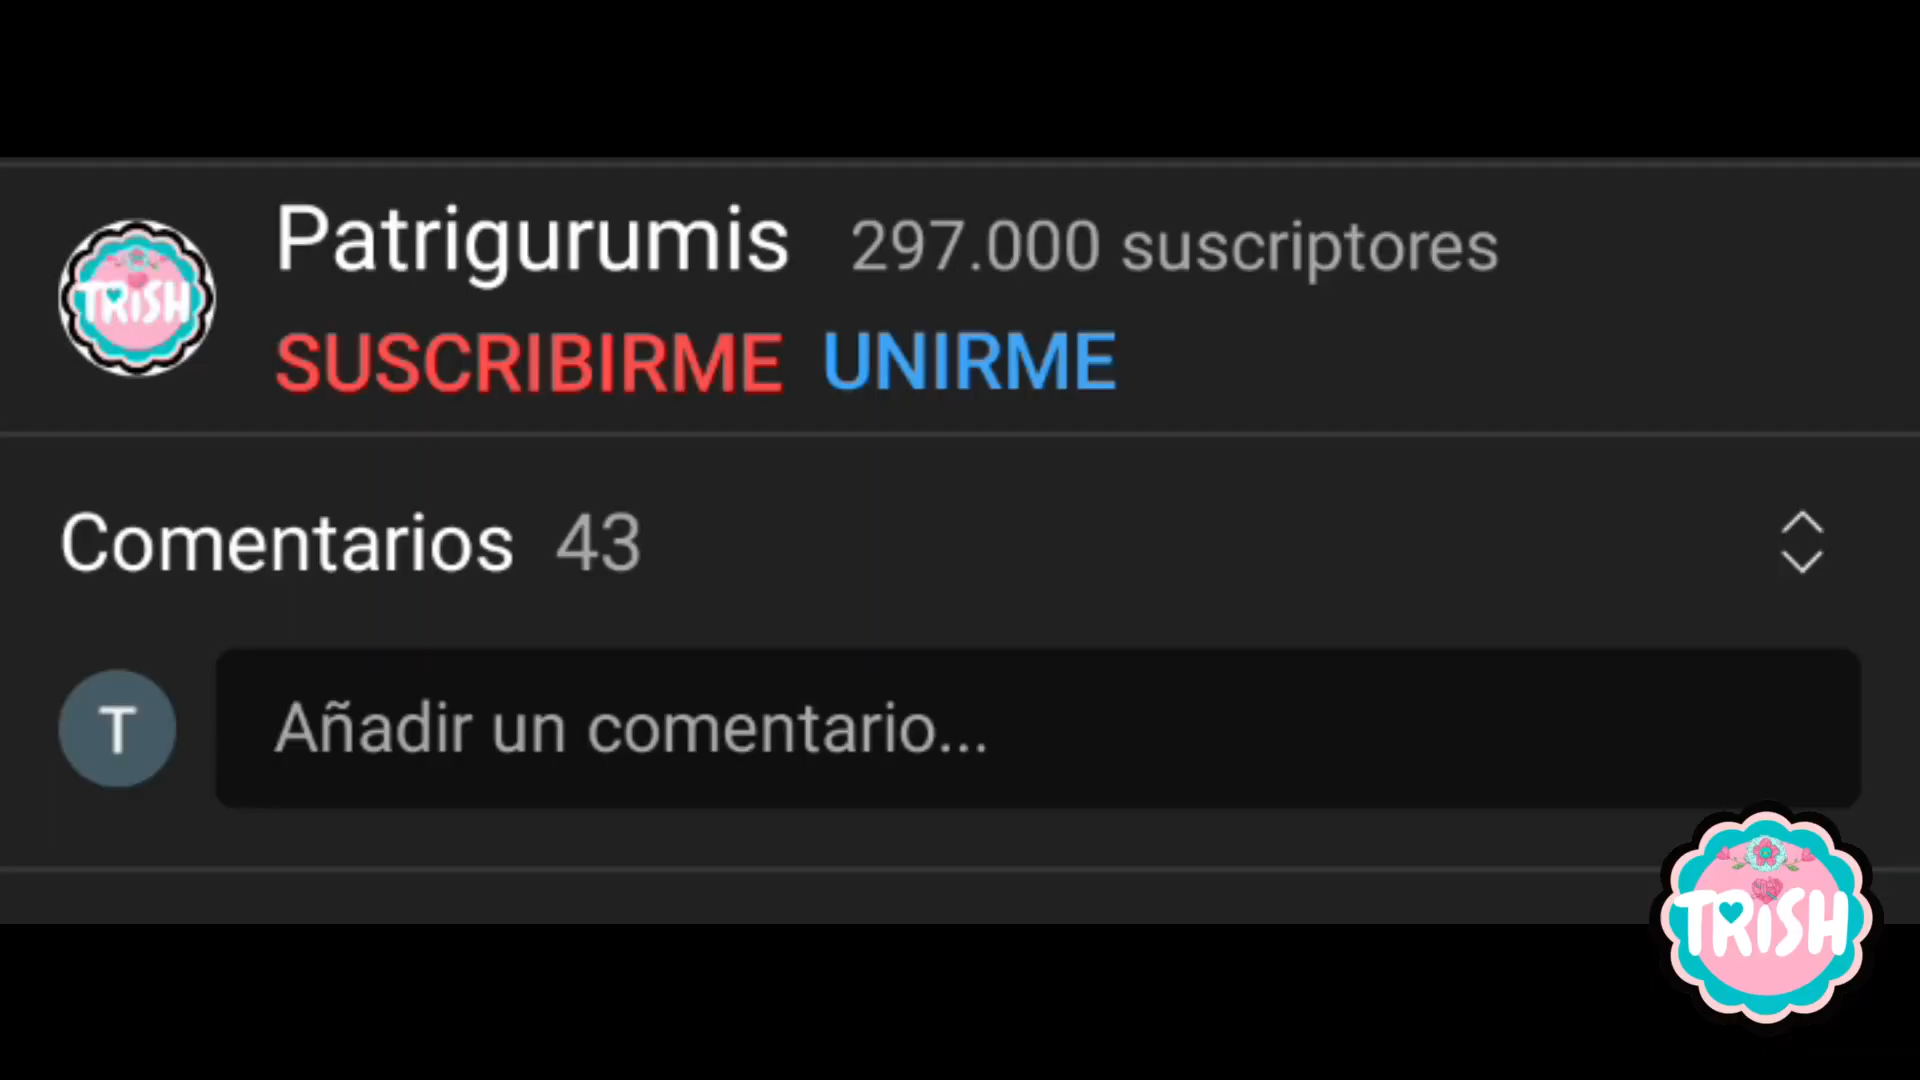 TRISH
Patrigurumis 297.000 suscriptores
SUSCRIBIRME UNIRME
Comentarios 43
T
Añadir un comentario...
TRISH